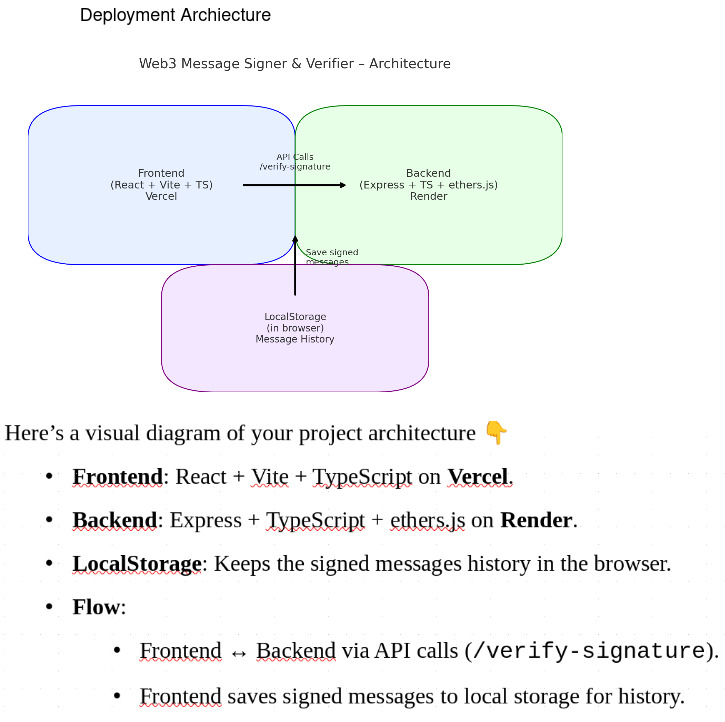 Deployment Archiecture
Web3 Message Signer & Verifier – Architecture
API Calls
/verify-signature
Frontend
(React + Vite + TS)
Vercel
Backend
(Express + TS + ethers.js)
Render
Save signed
messages
LocalStorage
(in browser)
Message History
Here’s a visual diagram of your project architecture 👇
• Frontend: React + Vite + TypeScript on Vercel.
• Backend: Express + TypeScript + ethers.js on Render.
• LocalStorage: Keeps the signed messages history in the browser.
• Flow:
• Frontend ↔ Backend via API calls (/verify-signature).
• Frontend saves signed messages to local storage for history.